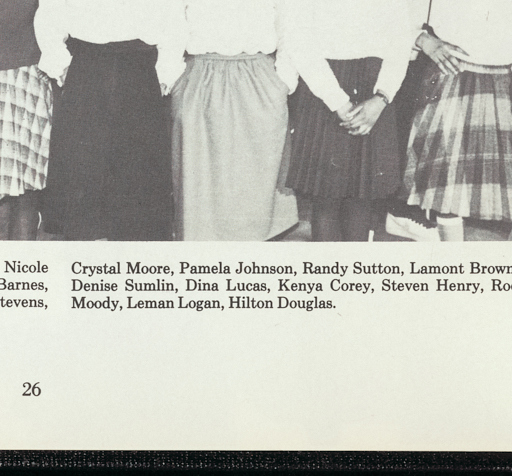 Nicole
Barnes,
tevens,
Crystal Moore, Pamela Johnson, Randy Sutton, Lamont Brown
Denise Sumlin, Dina Lucas, Kenya Corey, Steven Henry, Ro
Moody, Leman Logan, Hilton Douglas.
26